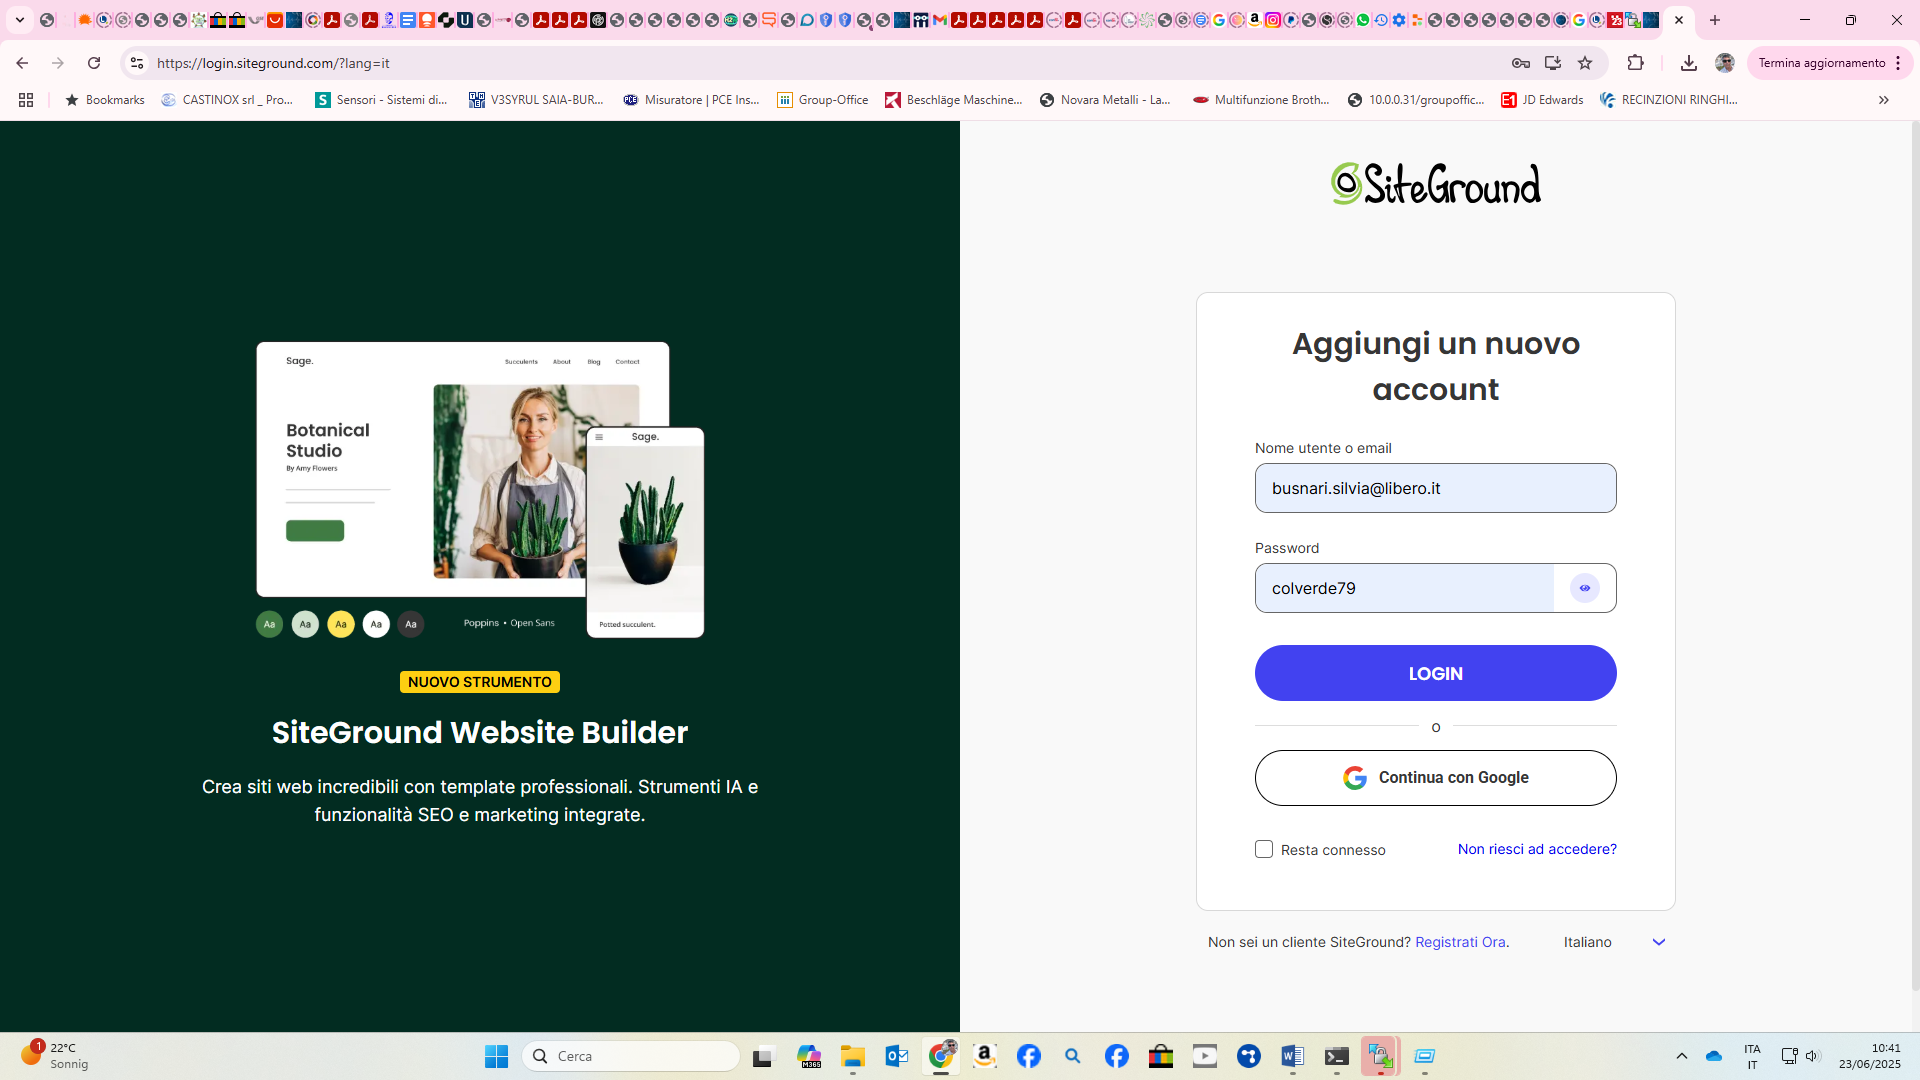 https://login.siteground.com/?lang=it
Termina aggiornamento
Bookmarks
CASTINOX srl _ Pro...
Sensori - Sistemi di...
V3SYRUL SAIA-BUR...
Misuratore | PCE Ins...
Group-Office
Beschläge Maschine...
Novara Metalli - La...
Multifunzione Broth...
10.0.0.31/groupoffic...
JD Edwards
RECINZIONI RINGHI...
Sage.
Succulents
About
Blog
Contact
Botanical
Studio
By Amy Flowers
Sage.
Potted succulent.
Aa
Aa
Aa
Aa
Aa
Poppins • Open Sans
NUOVO STRUMENTO
SiteGround Website Builder
Crea siti web incredibili con template professionali. Strumenti IA e
funzionalità SEO e marketing integrate.
SiteGround
Aggiungi un nuovo
account
Nome utente o email
busnari.silvia@libero.it
Password
colverde79
LOGIN
O
Continua con Google
Resta connesso
Non riesci ad accedere?
Non sei un cliente SiteGround? Registrati Ora.
Italiano
1
22°C
Sonnig
Cerca
ITA
IT
10:41
23/06/2025